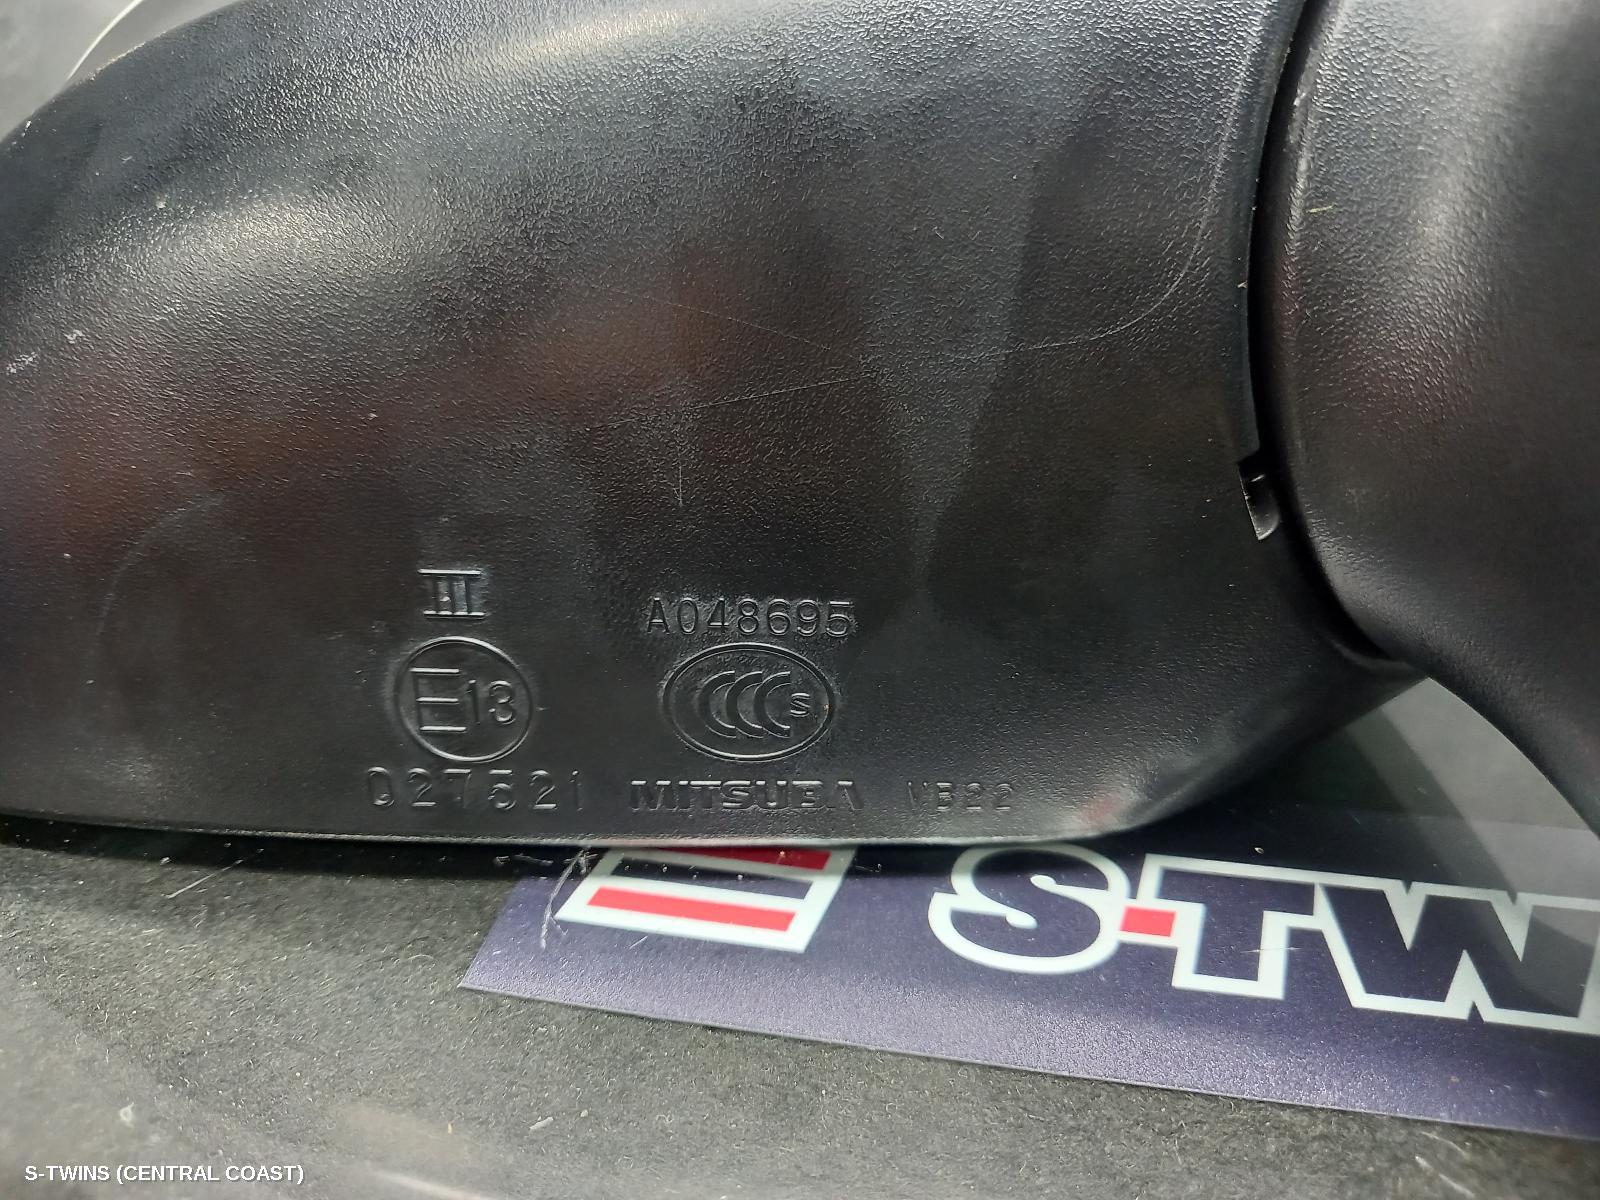 III
A048695
E13
CCC S
027521 MITSUBA VB22
S-TW
S-TWINS (CENTRAL COAST)